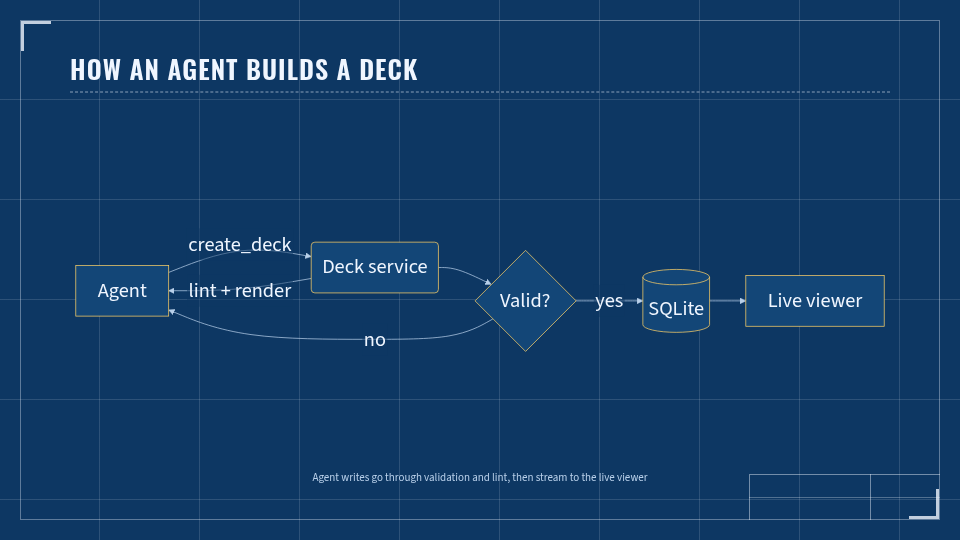 HOW AN AGENT BUILDS A DECK
create_deck
Deck service
Agent
lint + render
Valid?
yes
SQLite
Live viewer
no
Agent writes go through validation and lint, then stream to the live viewer